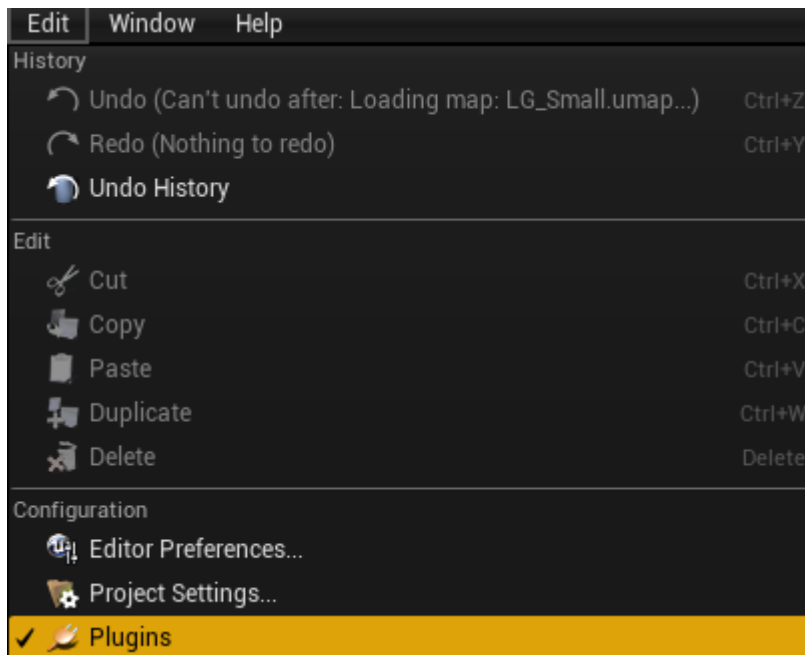 Edit Window Help
History
Undo (Can't undo after: Loading map: LG_Small.umap...) Ctrl+Z
Redo (Nothing to redo) Ctrl+Y
Undo History
Edit
Cut Ctrl+X
Copy Ctrl+C
Paste Ctrl+V
Duplicate Ctrl+W
Delete Delete
Configuration
Editor Preferences...
Project Settings...
Plugins